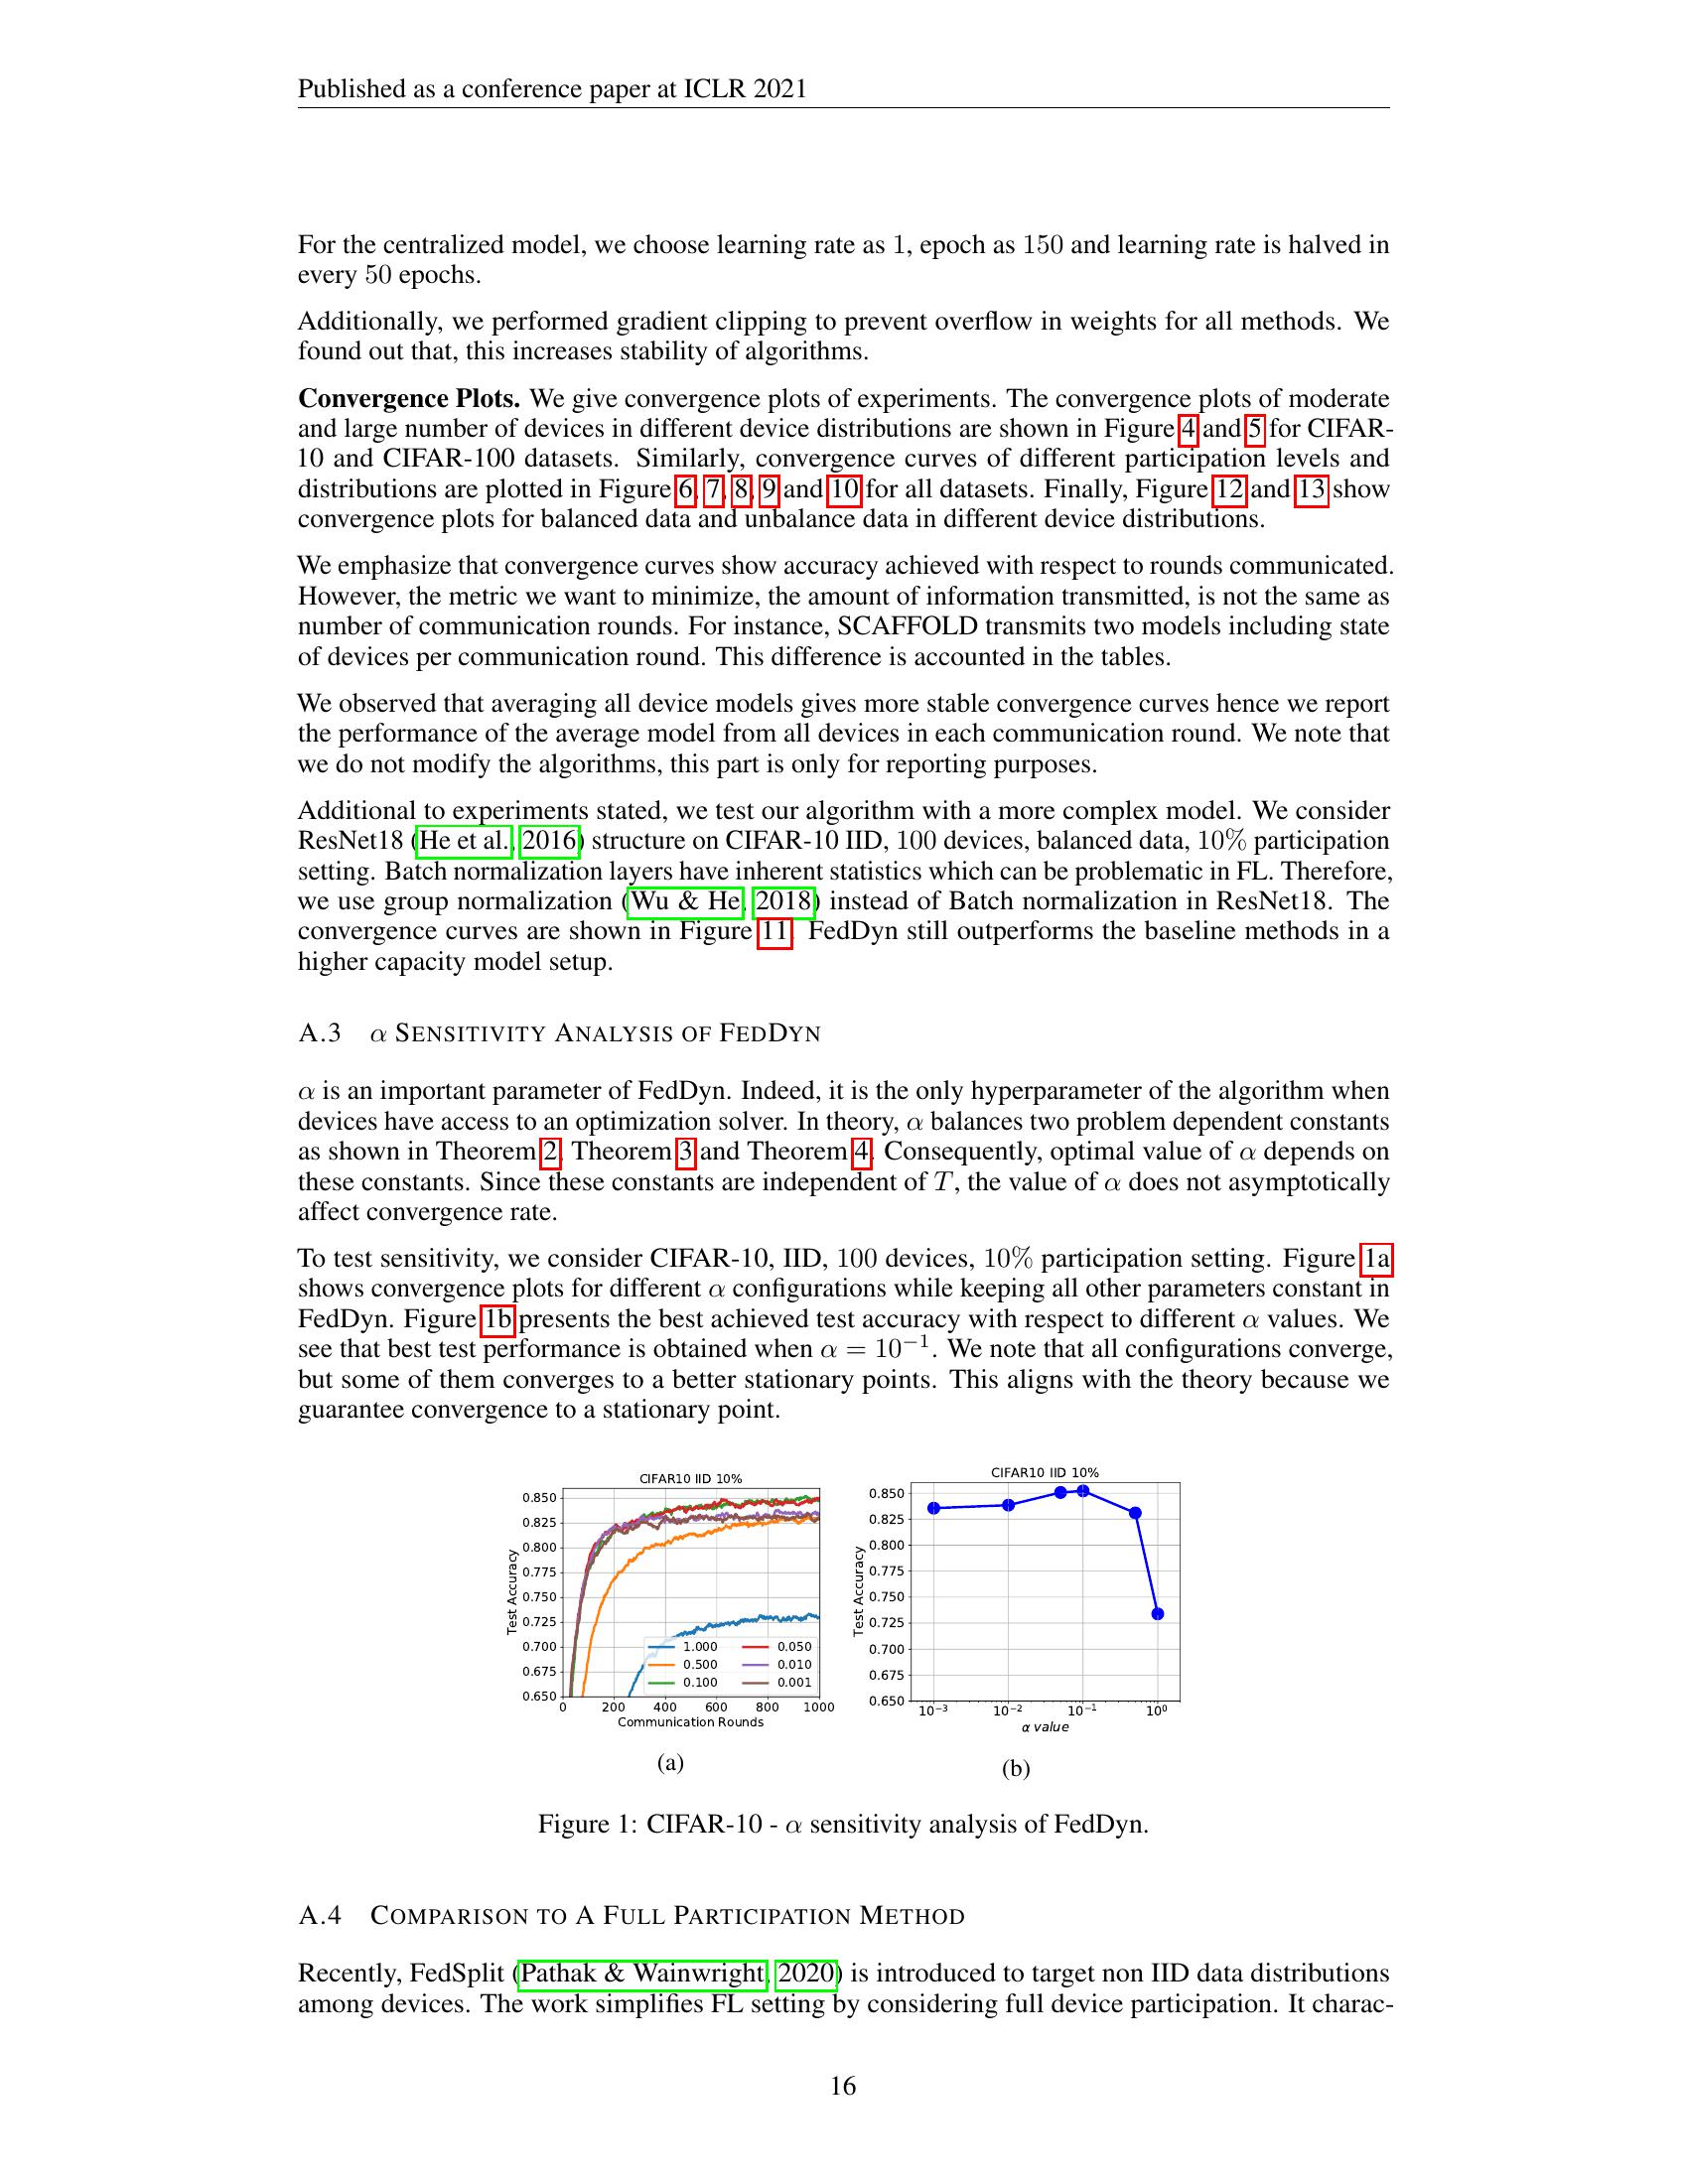 Published as a conference paper at ICLR 2021
For the centralized model, we choose learning rate as 1, epoch as 150 and learning rate is halved in
every 50 epochs.
Additionally, we performed gradient clipping to prevent overflow in weights for all methods. We
found out that, this increases stability of algorithms.
Convergence Plots. We give convergence plots of experiments. The convergence plots of moderate
and large number of devices in different device distributions are shown in Figure 4 and 5 for CIFAR-
10 and CIFAR-100 datasets. Similarly, convergence curves of different participation levels and
distributions are plotted in Figure 6, 7, 8, 9 and 10 for all datasets. Finally, Figure 12 and 13 show
convergence plots for balanced data and unbalance data in different device distributions.
We emphasize that convergence curves show accuracy achieved with respect to rounds communicated.
However, the metric we want to minimize, the amount of information transmitted, is not the same as
number of communication rounds. For instance, SCAFFOLD transmits two models including state
of devices per communication round. This difference is accounted in the tables.
We observed that averaging all device models gives more stable convergence curves hence we report
the performance of the average model from all devices in each communication round. We note that
we do not modify the algorithms, this part is only for reporting purposes.
Additional to experiments stated, we test our algorithm with a more complex model. We consider
ResNet18 (He et al., 2016) structure on CIFAR-10 IID, 100 devices, balanced data, 10% participation
setting. Batch normalization layers have inherent statistics which can be problematic in FL. Therefore,
we use group normalization (Wu & He, 2018) instead of Batch normalization in ResNet18. The
convergence curves are shown in Figure 11. FedDyn still outperforms the baseline methods in a
higher capacity model setup.
A.3 α SENSITIVITY ANALYSIS OF FEDDYN
α is an important parameter of FedDyn. Indeed, it is the only hyperparameter of the algorithm when
devices have access to an optimization solver. In theory, α balances two problem dependent constants
as shown in Theorem 2, Theorem 3 and Theorem 4. Consequently, optimal value of α depends on
these constants. Since these constants are independent of T, the value of α does not asymptotically
affect convergence rate.
To test sensitivity, we consider CIFAR-10, IID, 100 devices, 10% participation setting. Figure 1a
shows convergence plots for different α configurations while keeping all other parameters constant in
FedDyn. Figure 1b presents the best achieved test accuracy with respect to different α values. We
see that best test performance is obtained when α = 10⁻¹. We note that all configurations converge,
but some of them converges to a better stationary points. This aligns with the theory because we
guarantee convergence to a stationary point.
CIFAR10 IID 10%
Test Accuracy
0.850
0.825
0.800
0.775
0.750
0.725
0.700
0.675
0.650
1.000 0.050
0.500 0.010
0.100 0.001
0 200 400 600 800 1000
Communication Rounds
(a)
CIFAR10 IID 10%
Test Accuracy
0.850
0.825
0.800
0.775
0.750
0.725
0.700
0.675
0.650
10⁻³ 10⁻² 10⁻¹ 10⁰
α value
(b)
Figure 1: CIFAR-10 - α sensitivity analysis of FedDyn.
A.4 COMPARISON TO A FULL PARTICIPATION METHOD
Recently, FedSplit (Pathak & Wainwright, 2020) is introduced to target non IID data distributions
among devices. The work simplifies FL setting by considering full device participation. It charac-
16